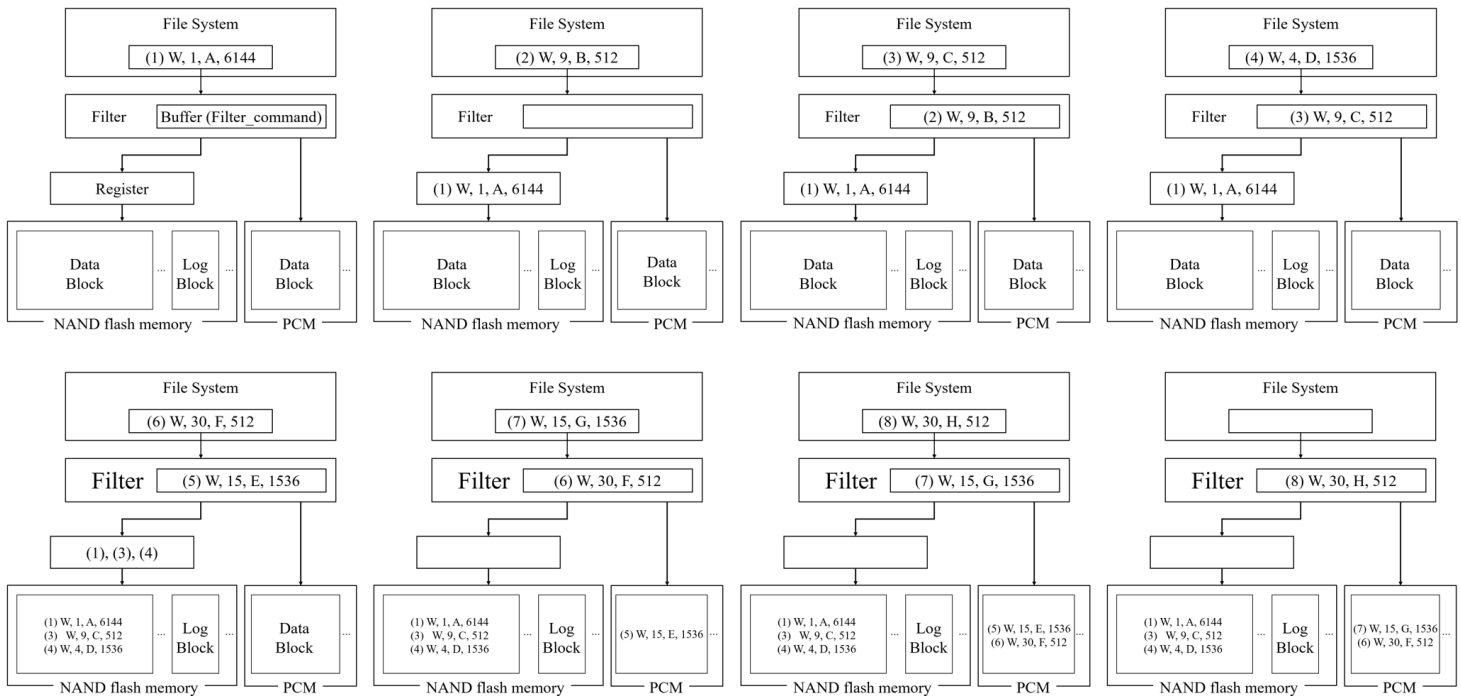 File System
(1) W, 1, A, 6144
Filter
Buffer (Filter_command)
Register
Data
Block
...
Log
Block
...
Data
Block
...
NAND flash memory
PCM
File System
(2) W, 9, B, 512
Filter
(1) W, 1, A, 6144
Data
Block
...
Log
Block
...
Data
Block
...
NAND flash memory
PCM
File System
(3) W, 9, C, 512
Filter
(2) W, 9, B, 512
(1) W, 1, A, 6144
Data
Block
...
Log
Block
...
Data
Block
...
NAND flash memory
PCM
File System
(4) W, 4, D, 1536
Filter
(3) W, 9, C, 512
(1) W, 1, A, 6144
Data
Block
...
Log
Block
...
Data
Block
...
NAND flash memory
PCM
File System
(6) W, 30, F, 512
Filter
(5) W, 15, E, 1536
(1), (3), (4)
(1) W, 1, A, 6144
(3) W, 9, C, 512
(4) W, 4, D, 1536
...
Log
Block
...
Data
Block
...
NAND flash memory
PCM
File System
(7) W, 15, G, 1536
Filter
(6) W, 30, F, 512
(1) W, 1, A, 6144
(3) W, 9, C, 512
(4) W, 4, D, 1536
...
Log
Block
...
(5) W, 15, E, 1536
...
NAND flash memory
PCM
File System
(8) W, 30, H, 512
Filter
(7) W, 15, G, 1536
(1) W, 1, A, 6144
(3) W, 9, C, 512
(4) W, 4, D, 1536
...
Log
Block
...
(5) W, 15, E, 1536
(6) W, 30, F, 512
...
NAND flash memory
PCM
File System
Filter
(8) W, 30, H, 512
(1) W, 1, A, 6144
(3) W, 9, C, 512
(4) W, 4, D, 1536
...
Log
Block
...
(7) W, 15, G, 1536
(6) W, 30, F, 512
...
NAND flash memory
PCM